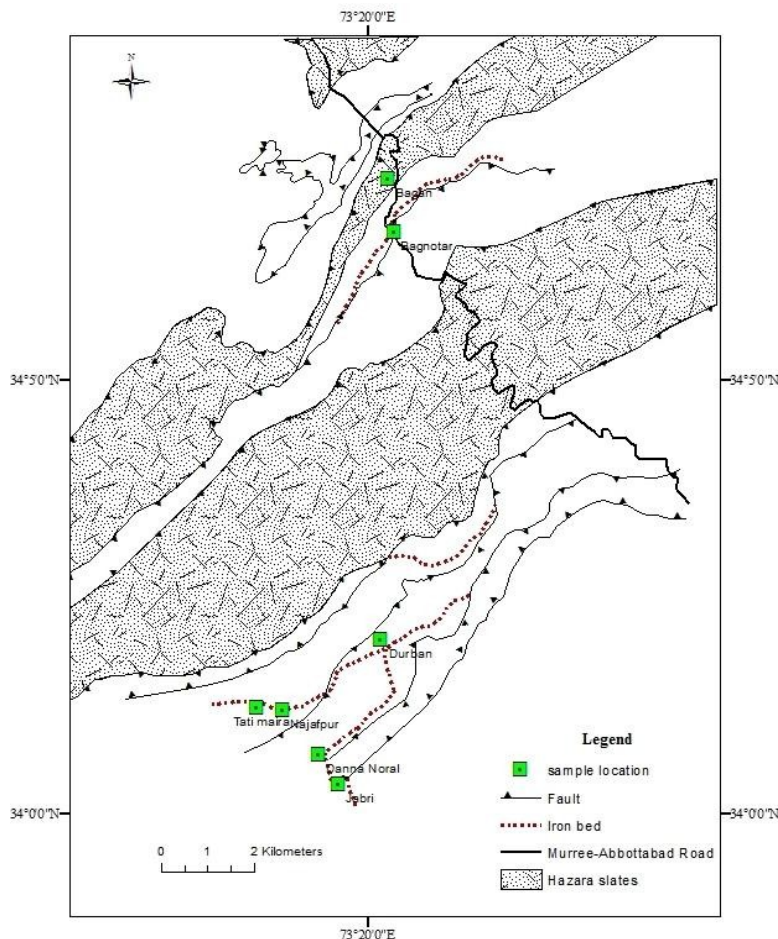 73°20'0"E
N
Bagan
Bagnotar
34°5'0"N
34°5'0"N
Durban
Tati maira
Najafpur
Danna Noral
Jabri
34°0'0"N
34°0'0"N
Legend
sample location
Fault
Iron bed
Murree-Abbottabad Road
Hazara slates
0 1 2 Kilometers
73°20'0"E